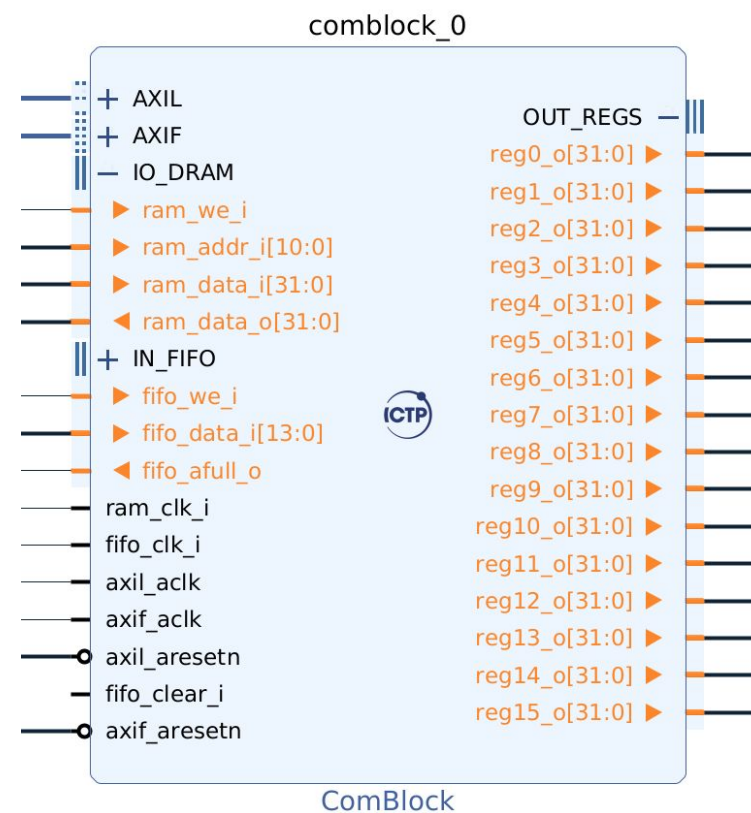 comblock_0
AXIL
AXIF
IO_DRAM
ram_we_i
ram_addr_i[10:0]
ram_data_i[31:0]
ram_data_o[31:0]
IN_FIFO
fifo_we_i
fifo_data_i[13:0]
fifo_afull_o
ram_clk_i
fifo_clk_i
axil_aclk
axif_aclk
axil_aresetn
fifo_clear_i
axif_aresetn
ICTP
OUT_REGS
reg0_o[31:0]
reg1_o[31:0]
reg2_o[31:0]
reg3_o[31:0]
reg4_o[31:0]
reg5_o[31:0]
reg6_o[31:0]
reg7_o[31:0]
reg8_o[31:0]
reg9_o[31:0]
reg10_o[31:0]
reg11_o[31:0]
reg12_o[31:0]
reg13_o[31:0]
reg14_o[31:0]
reg15_o[31:0]
ComBlock